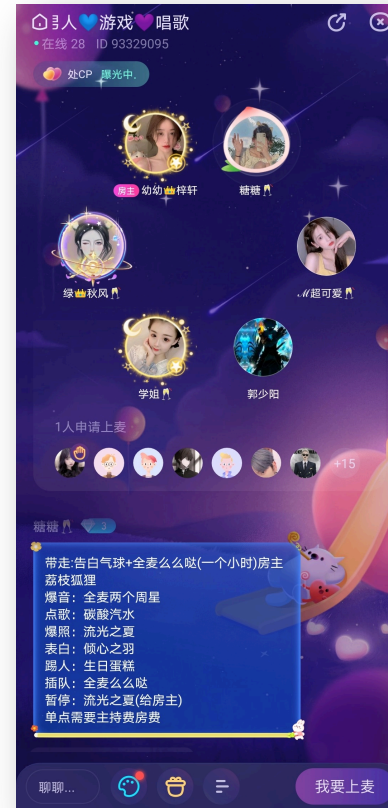 人💙游戏💜唱歌
在线 28 ID 93329095
处CP 曝光中.
房主 幼幼👑梓轩
糖糖🥂
绿👑秋风🥂
ℳ超可爱🥂
学姐🥂
郭少阳
1人申请上麦
+15
糖糖🥂 3
带走:告白气球+全麦么么哒(一个小时)房主
荔枝狐狸
爆音：全麦两个周星
点歌：碳酸汽水
爆照：流光之夏
表白：倾心之羽
踢人：生日蛋糕
插队：全麦么么哒
暂停：流光之夏(给房主)
单点需要主持费房费
聊聊...
我要上麦